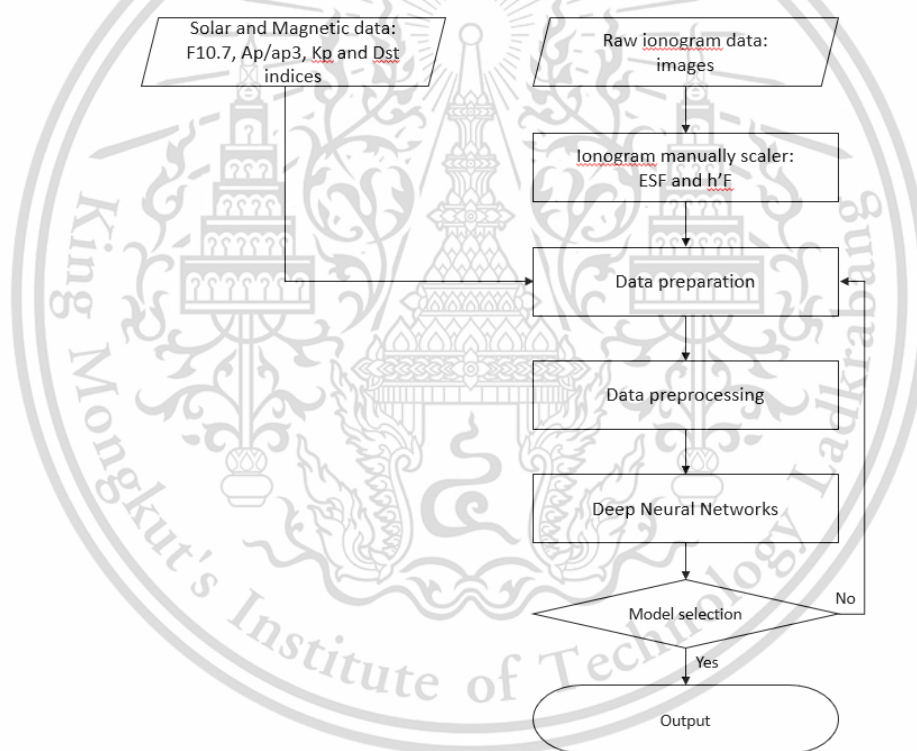 Solar and Magnetic data:
F10.7, Ap/ap3, Kp and Dst
indices
Raw ionogram data:
images
Ionogram manually scaler:
ESF and h'F
Data preparation
Data preprocessing
Deep Neural Networks
Model selection
No
Yes
Output
King Mongkut's Institute of Technology Ladkrabang